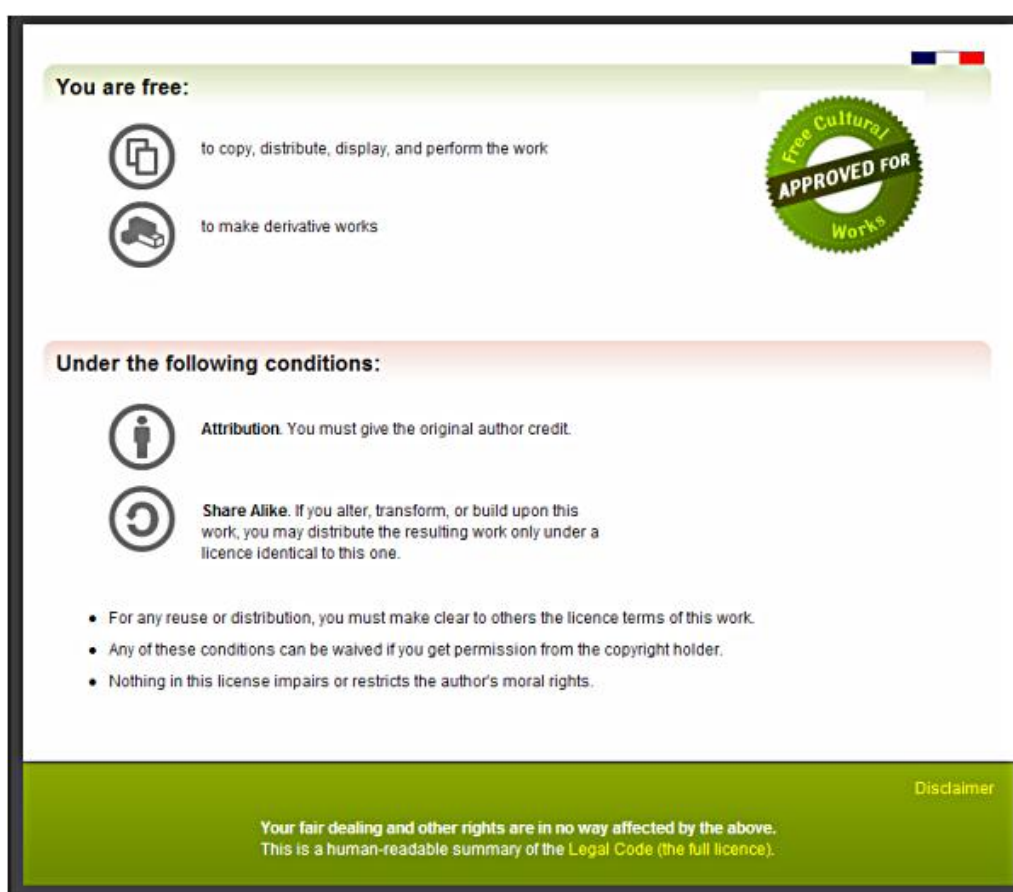 You are free:
to copy, distribute, display, and perform the work
to make derivative works
Free Cultural
APPROVED FOR
Works
Under the following conditions:
Attribution. You must give the original author credit.
Share Alike. If you alter, transform, or build upon this
work, you may distribute the resulting work only under a
licence identical to this one.
• For any reuse or distribution, you must make clear to others the licence terms of this work.
• Any of these conditions can be waived if you get permission from the copyright holder.
• Nothing in this license impairs or restricts the author's moral rights.
Disclaimer
Your fair dealing and other rights are in no way affected by the above.
This is a human-readable summary of the Legal Code (the full licence).